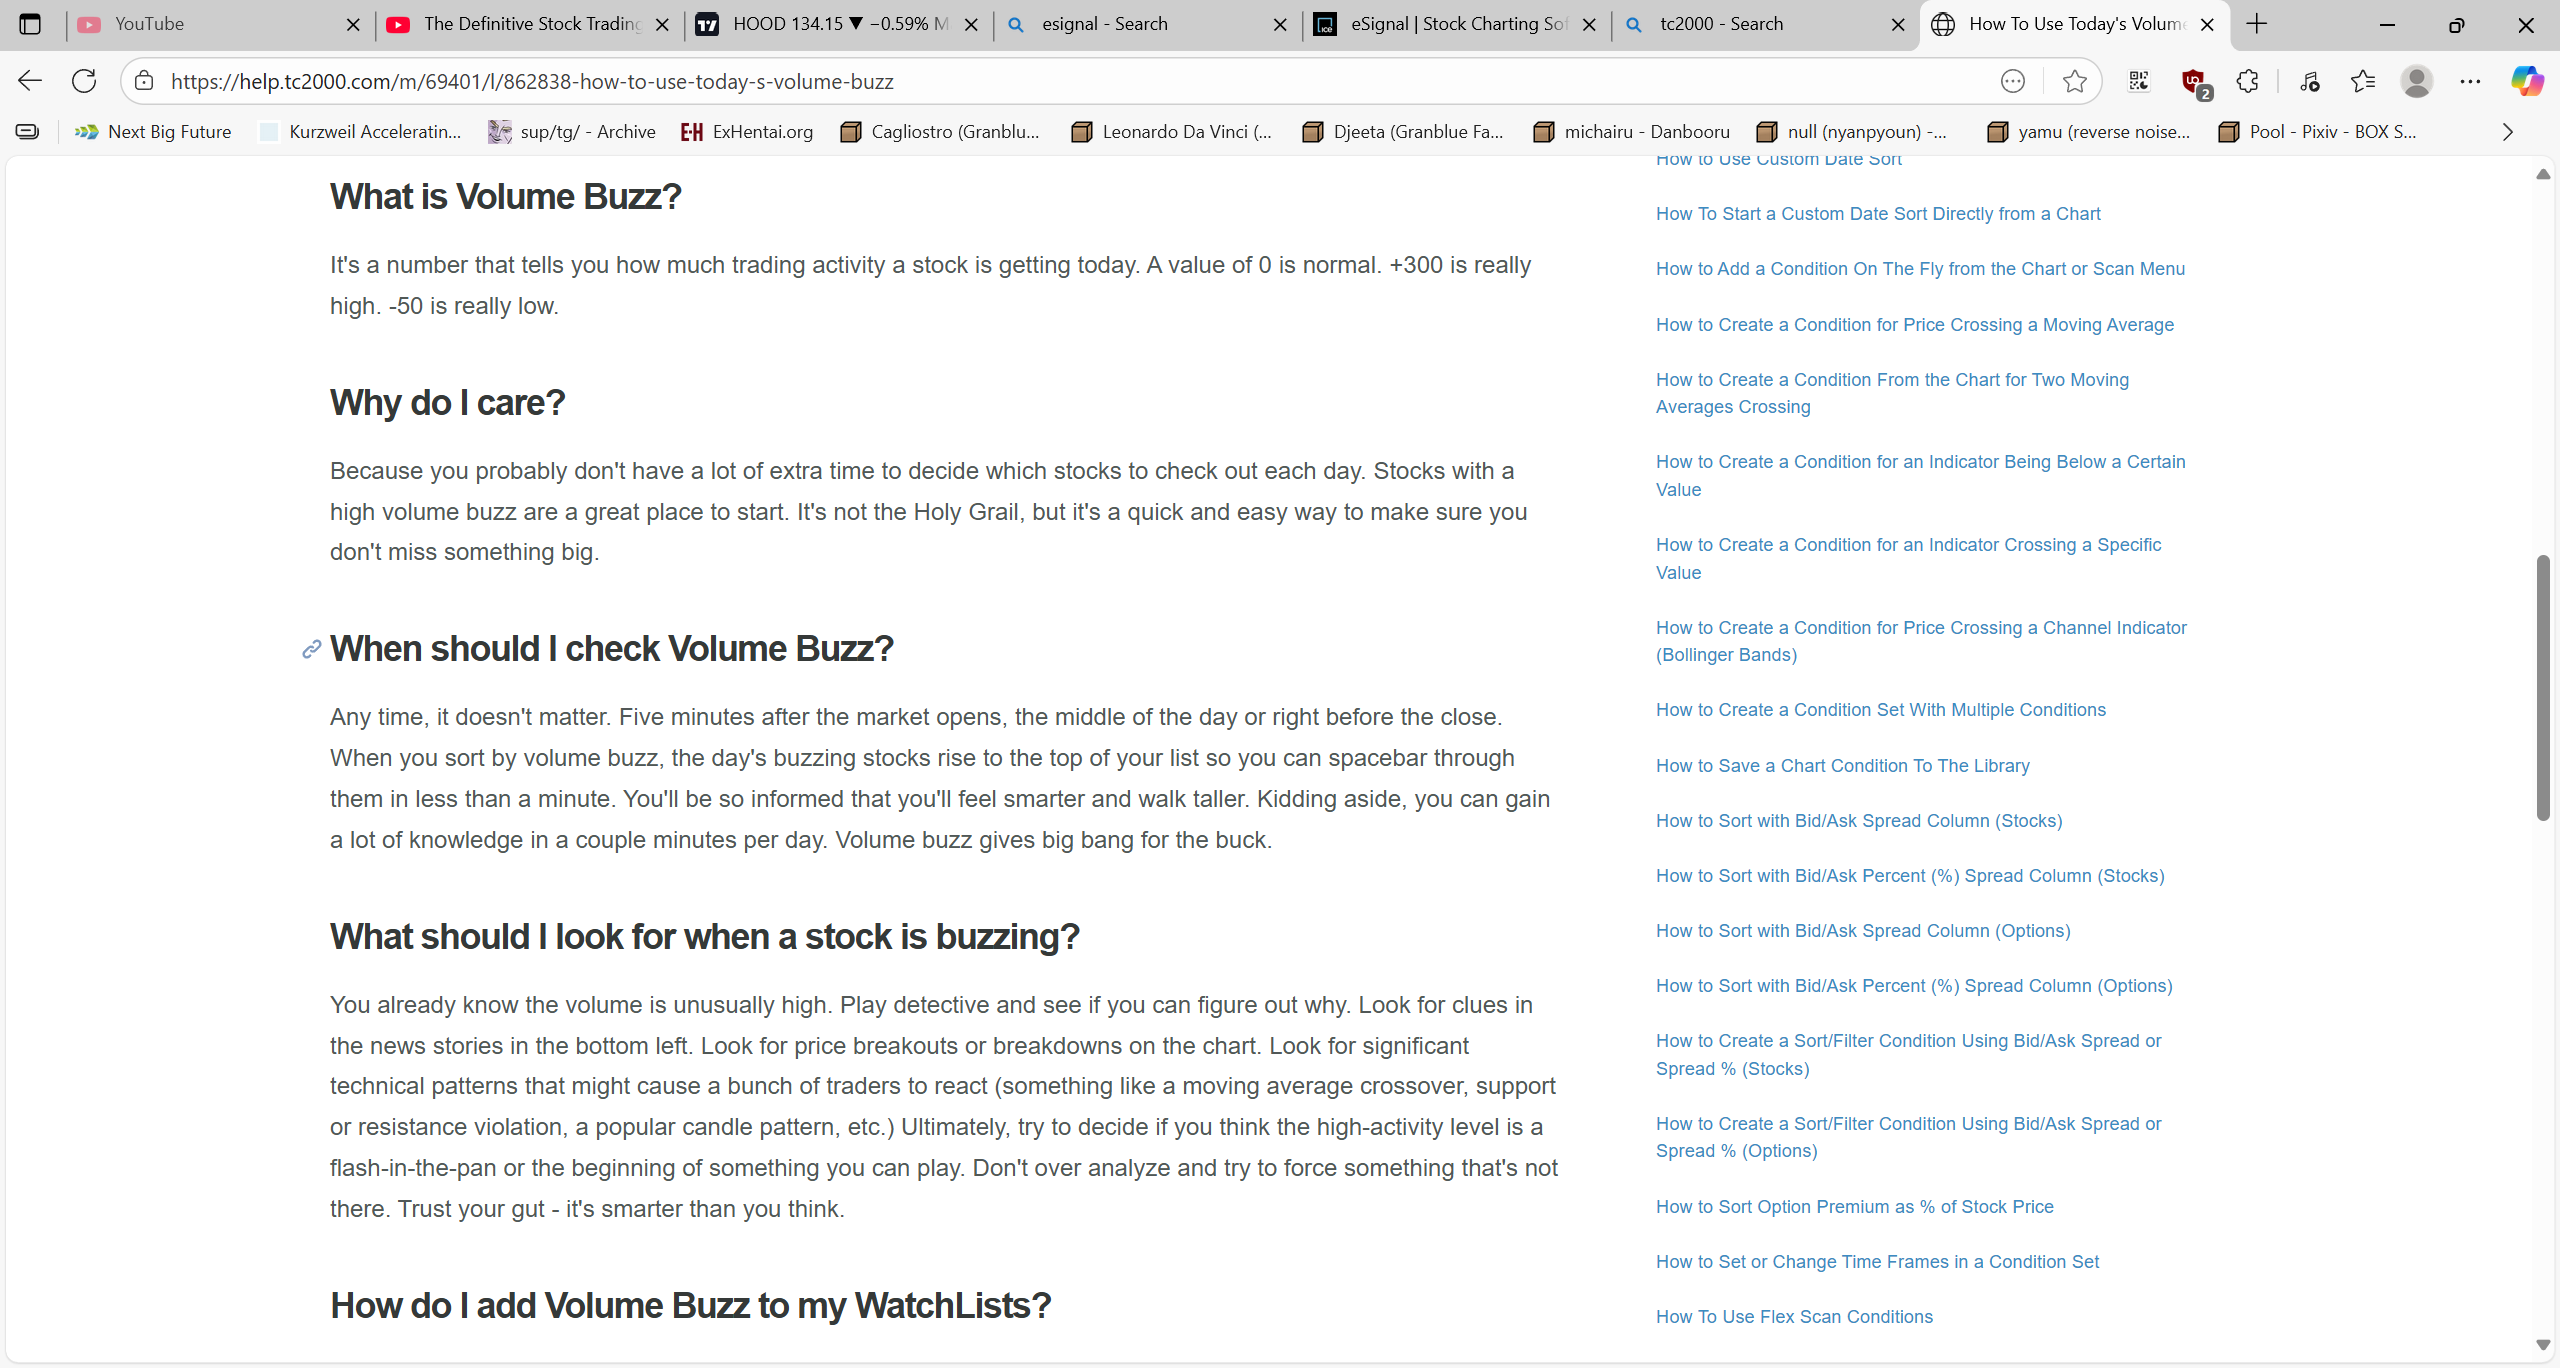 YouTube
The Definitive Stock Trading
HOOD 134.15 ▼ −0.59% M
esignal - Search
eSignal | Stock Charting Sof
tc2000 - Search
How To Use Today's Volume
https://help.tc2000.com/m/69401/l/862838-how-to-use-today-s-volume-buzz
2
Next Big Future
Kurzweil Acceleratin...
sup/tg/ - Archive
E-H ExHentai.org
Cagliostro (Granblu...
Leonardo Da Vinci (...
Djeeta (Granblue Fa...
michairu - Danbooru
null (nyanpyoun) -...
yamu (reverse noise...
Pool - Pixiv - BOX S...
What is Volume Buzz?
It's a number that tells you how much trading activity a stock is getting today. A value of 0 is normal. +300 is really
high. -50 is really low.
Why do I care?
Because you probably don't have a lot of extra time to decide which stocks to check out each day. Stocks with a
high volume buzz are a great place to start. It's not the Holy Grail, but it's a quick and easy way to make sure you
don't miss something big.
When should I check Volume Buzz?
Any time, it doesn't matter. Five minutes after the market opens, the middle of the day or right before the close.
When you sort by volume buzz, the day's buzzing stocks rise to the top of your list so you can spacebar through
them in less than a minute. You'll be so informed that you'll feel smarter and walk taller. Kidding aside, you can gain
a lot of knowledge in a couple minutes per day. Volume buzz gives big bang for the buck.
What should I look for when a stock is buzzing?
You already know the volume is unusually high. Play detective and see if you can figure out why. Look for clues in
the news stories in the bottom left. Look for price breakouts or breakdowns on the chart. Look for significant
technical patterns that might cause a bunch of traders to react (something like a moving average crossover, support
or resistance violation, a popular candle pattern, etc.) Ultimately, try to decide if you think the high-activity level is a
flash-in-the-pan or the beginning of something you can play. Don't over analyze and try to force something that's not
there. Trust your gut - it's smarter than you think.
How do I add Volume Buzz to my WatchLists?
How to Use Custom Date Sort
How To Start a Custom Date Sort Directly from a Chart
How to Add a Condition On The Fly from the Chart or Scan Menu
How to Create a Condition for Price Crossing a Moving Average
How to Create a Condition From the Chart for Two Moving
Averages Crossing
How to Create a Condition for an Indicator Being Below a Certain
Value
How to Create a Condition for an Indicator Crossing a Specific
Value
How to Create a Condition for Price Crossing a Channel Indicator
(Bollinger Bands)
How to Create a Condition Set With Multiple Conditions
How to Save a Chart Condition To The Library
How to Sort with Bid/Ask Spread Column (Stocks)
How to Sort with Bid/Ask Percent (%) Spread Column (Stocks)
How to Sort with Bid/Ask Spread Column (Options)
How to Sort with Bid/Ask Percent (%) Spread Column (Options)
How to Create a Sort/Filter Condition Using Bid/Ask Spread or
Spread % (Stocks)
How to Create a Sort/Filter Condition Using Bid/Ask Spread or
Spread % (Options)
How to Sort Option Premium as % of Stock Price
How to Set or Change Time Frames in a Condition Set
How To Use Flex Scan Conditions